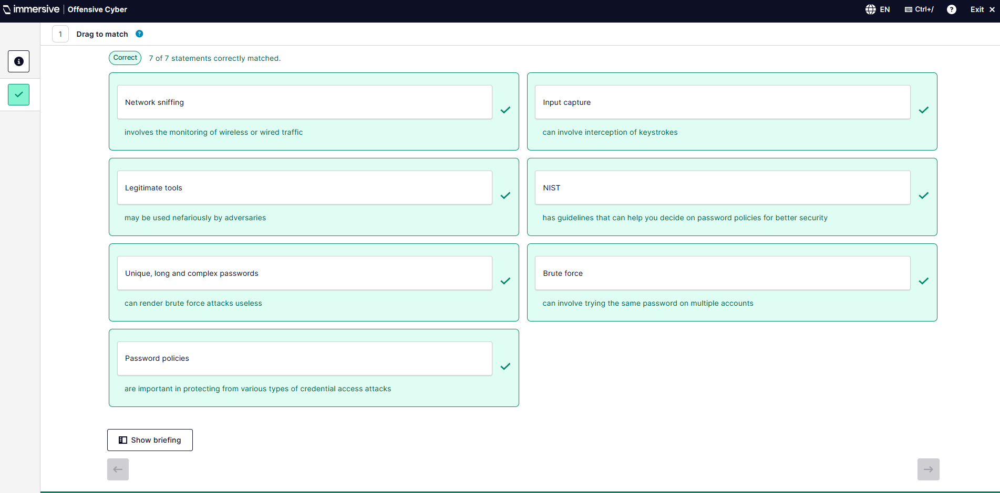 immersive Offensive Cyber
EN
Ctrl+/
?
Exit
1 Drag to match ?
Correct 7 of 7 statements correctly matched.
Network sniffing
involves the monitoring of wireless or wired traffic
Input capture
can involve interception of keystrokes
Legitimate tools
may be used nefariously by adversaries
NIST
has guidelines that can help you decide on password policies for better security
Unique, long and complex passwords
can render brute force attacks useless
Brute force
can involve trying the same password on multiple accounts
Password policies
are important in protecting from various types of credential access attacks
Show briefing